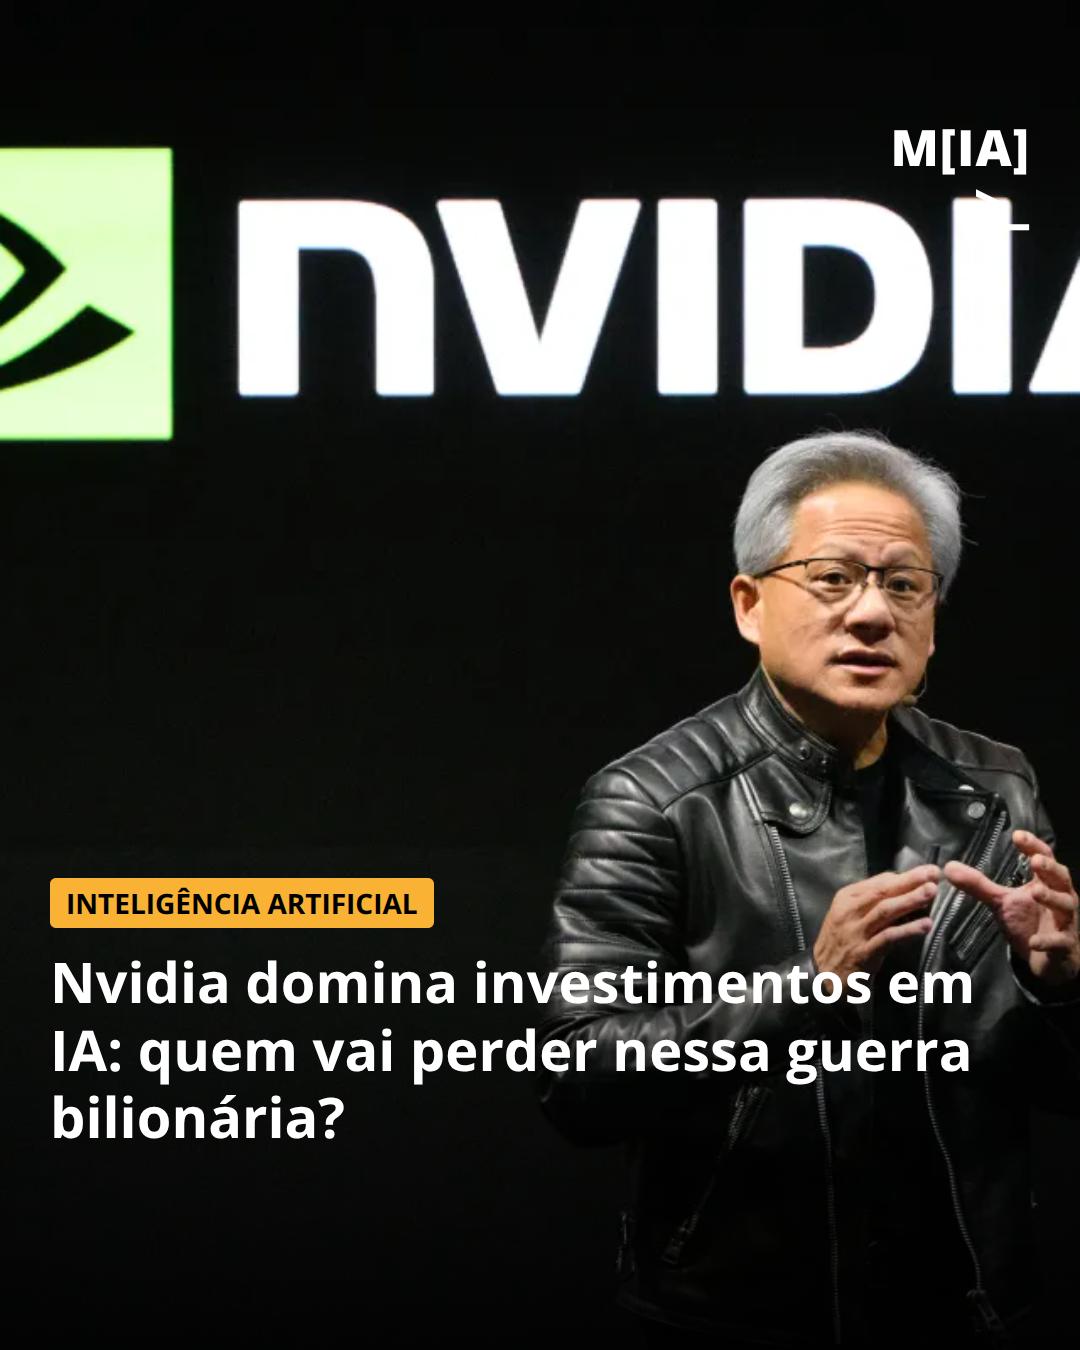 M[IA]
nVIDIA
INTELIGÊNCIA ARTIFICIAL
Nvidia domina investimentos em
IA: quem vai perder nessa guerra
bilionária?